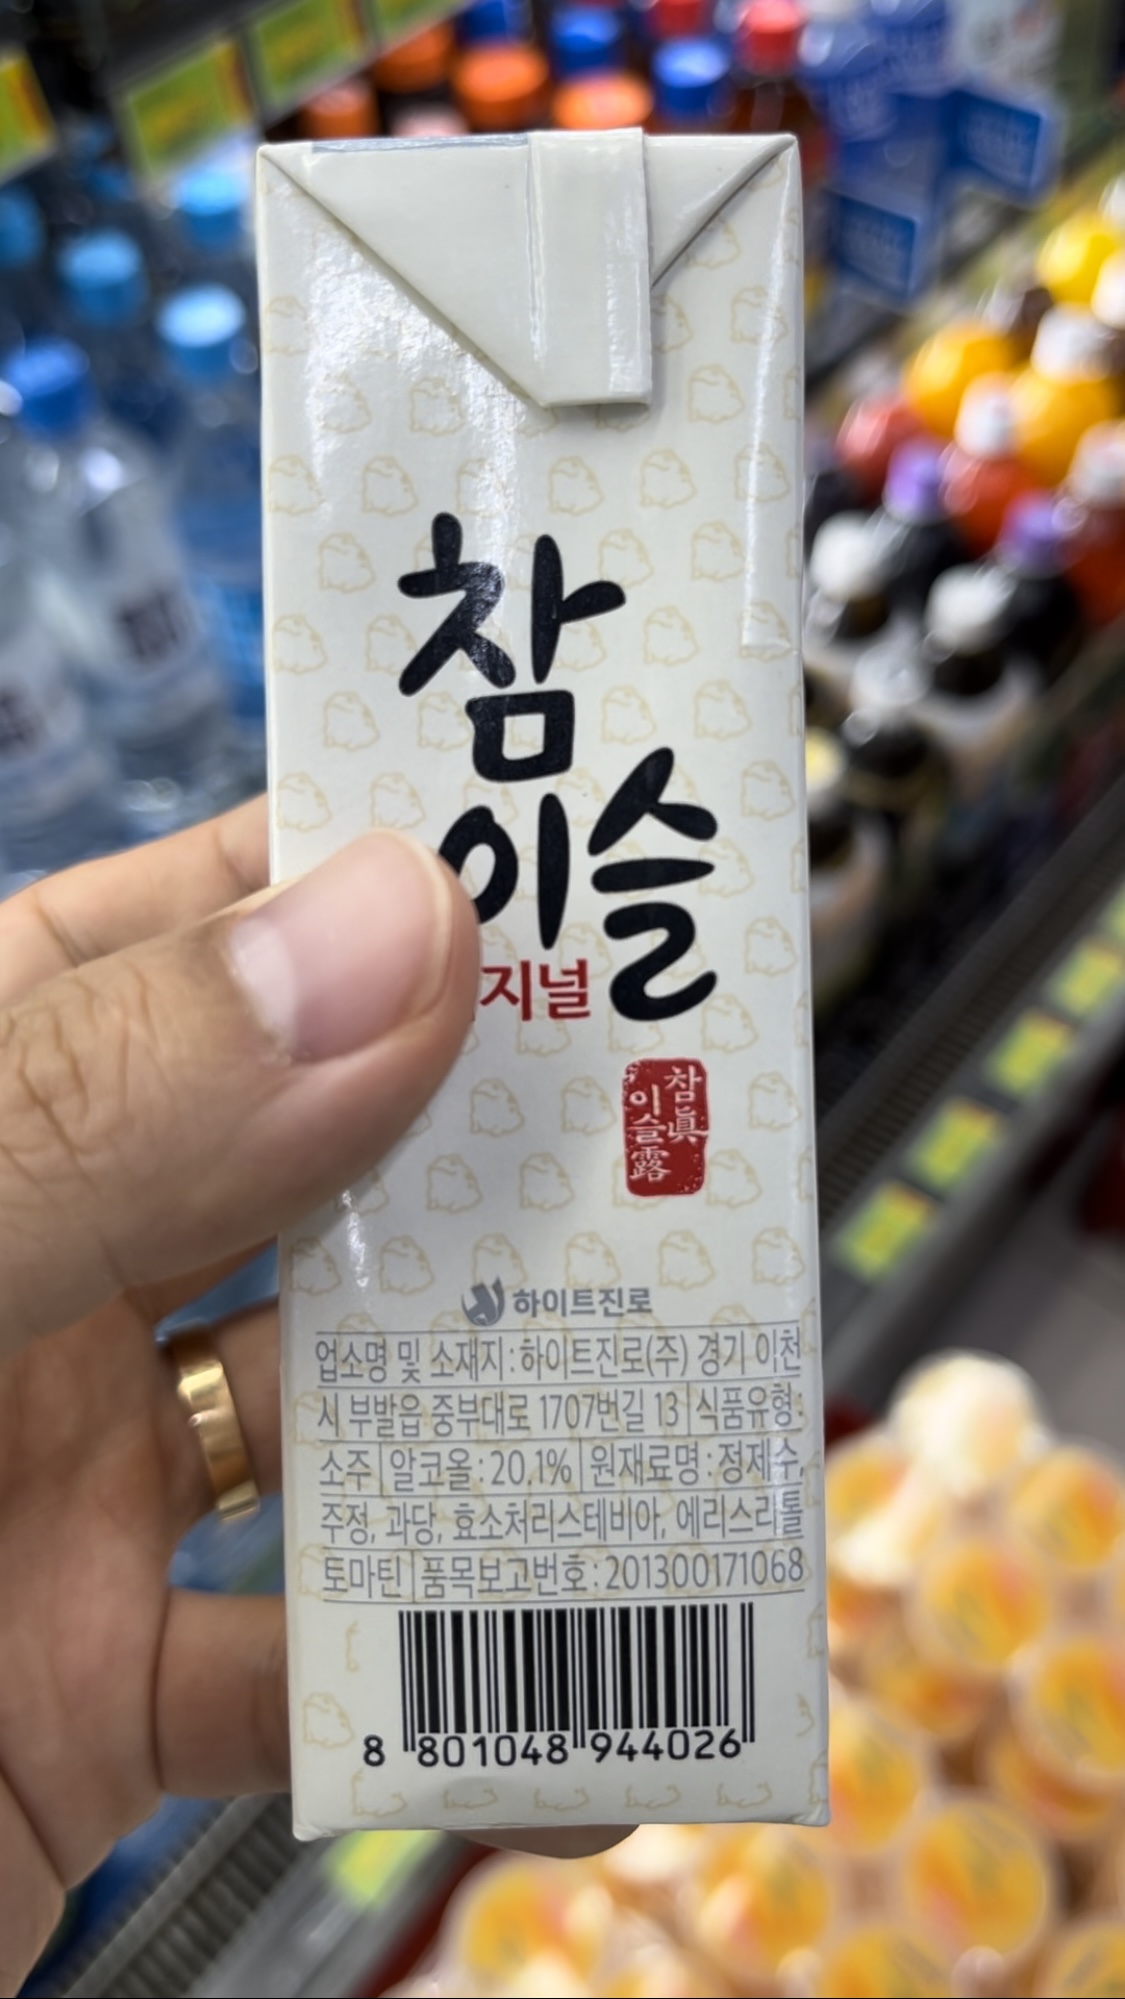 참
이슬
지널
참眞
이슬露
하이트진로
업소명 및 소재지:하이트진로(주) 경기 이천
시 부발읍 중부대로 1707번길 13|식품유형:
소주|알코올:20.1%|원재료명:정제수,
주정, 과당, 효소처리스테비아, 에리스리톨
토마틴|품목보고번호:201300171068
8 801048 944026